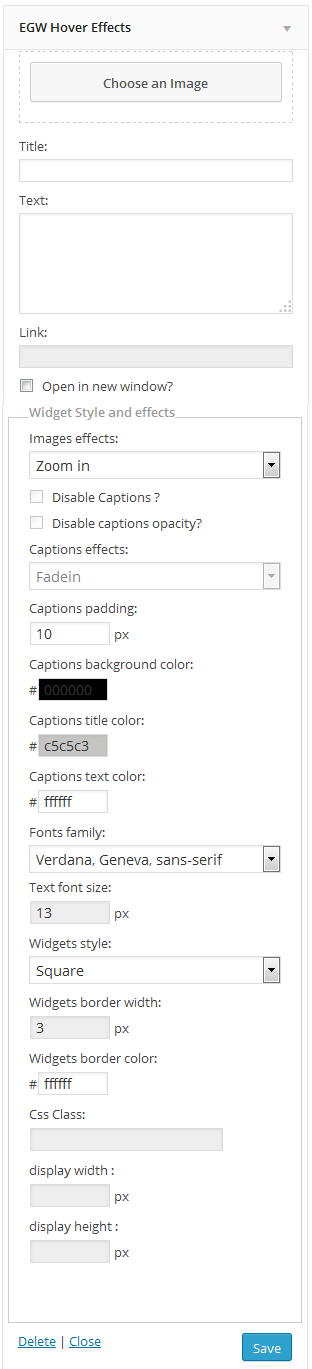 EGW Hover Effects
Choose an Image
Title:
Text:
Link:
Open in new window?
Widget Style and effects
Images effects:
Zoom in
Disable Captions ?
Disable captions opacity?
Captions effects:
Fadein
Captions padding:
10 px
Captions background color:
# 000000
Captions title color:
# c5c5c3
Captions text color:
# ffffff
Fonts family:
Verdana, Geneva, sans-serif
Text font size:
13 px
Widgets style:
Square
Widgets border width:
3 px
Widgets border color:
# ffffff
Css Class:
display width :
px
display height :
px
Delete | Close
Save